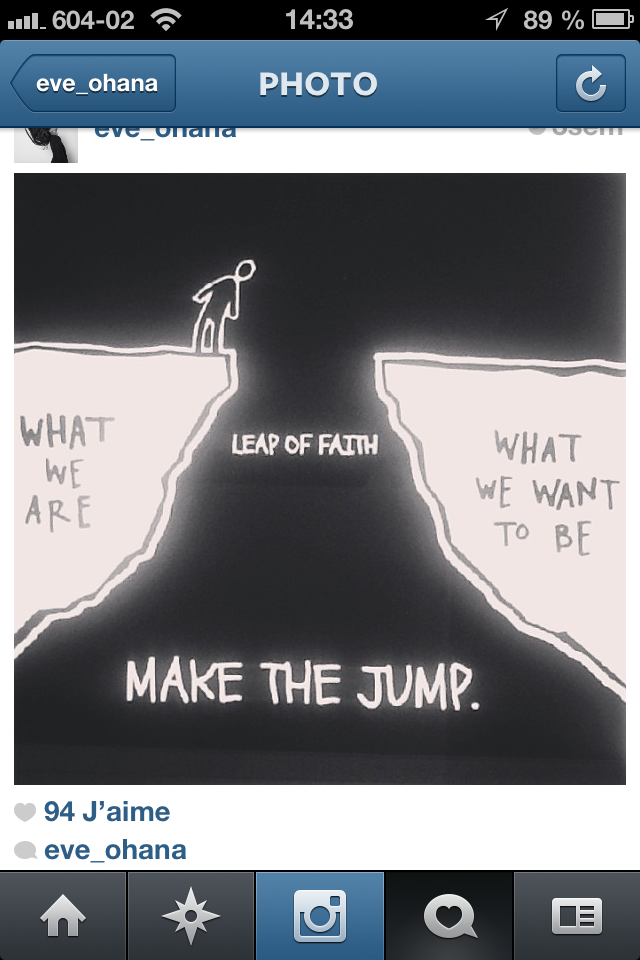 604-02 14:33 89 %
eve_ohana PHOTO
eve_ohana 3sem
WHAT
WE
ARE
LEAP OF FAITH
WHAT
WE WANT
TO BE
MAKE THE JUMP.
94 J’aime
eve_ohana